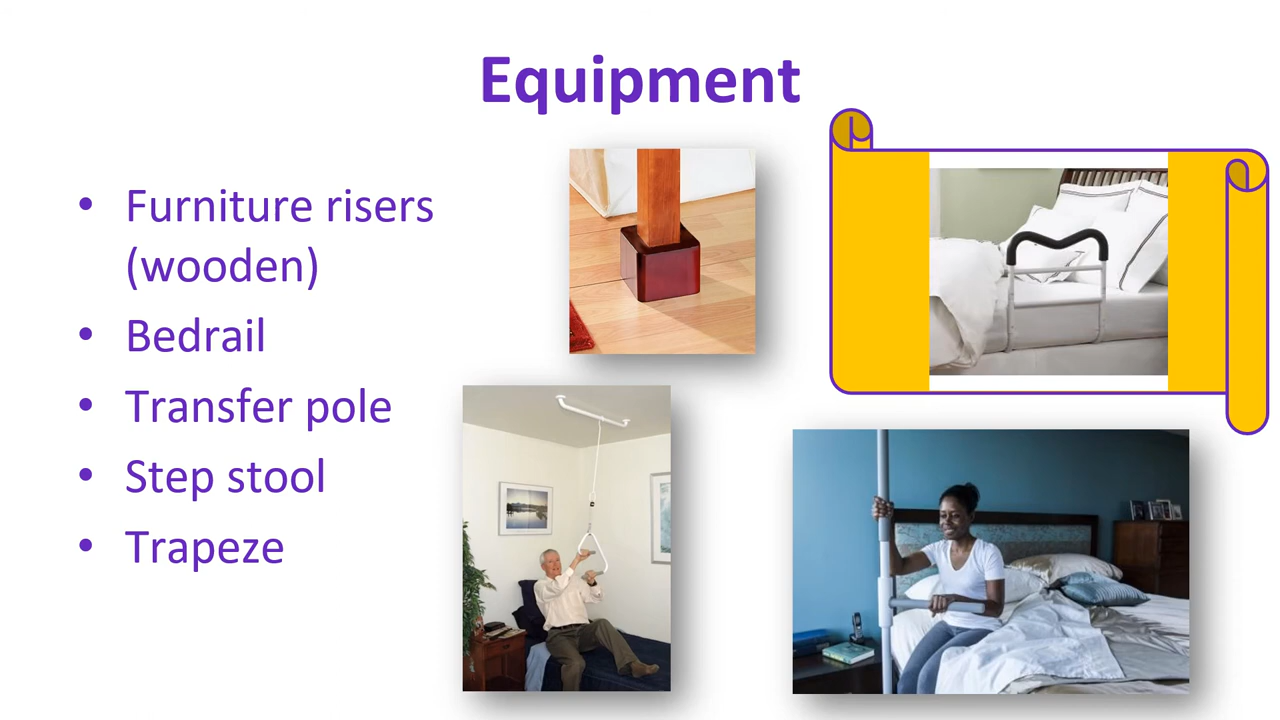 Equipment
• Furniture risers
(wooden)
• Bedrail
• Transfer pole
• Step stool
• Trapeze